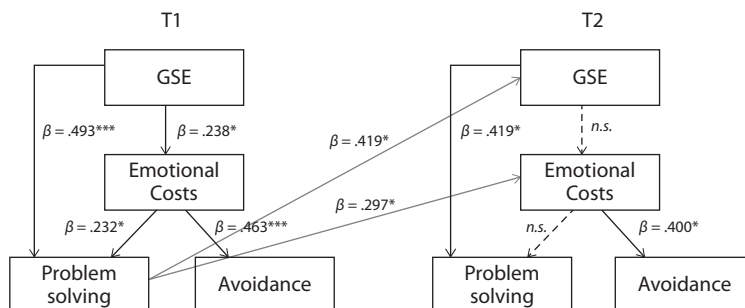 T1
T2
GSE
GSE
β = .493***
β = .238*
β = .419*
β = .419*
n.s.
Emotional
Costs
Emotional
Costs
β = .232*
β = .463***
β = .297*
n.s.
β = .400*
Problem
solving
Avoidance
Problem
solving
Avoidance